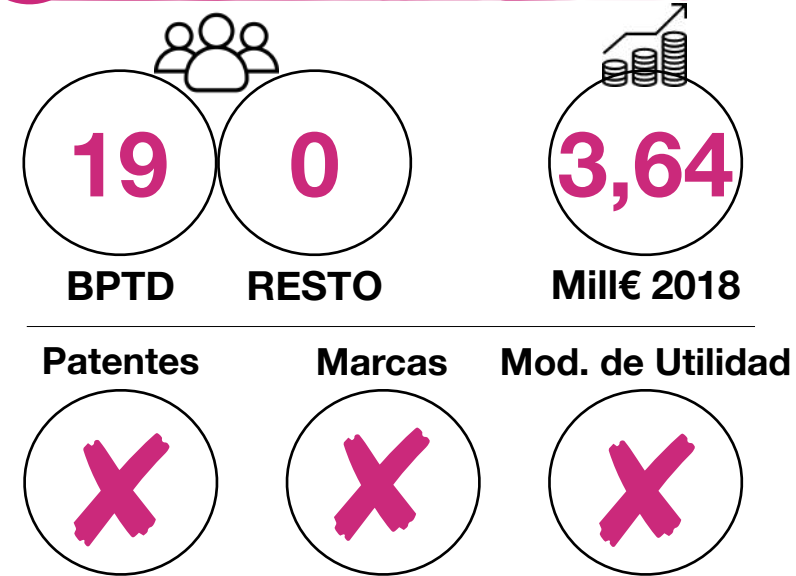 19 0 3,64
BPTD RESTO Mill€ 2018
Patentes Marcas Mod. de Utilidad